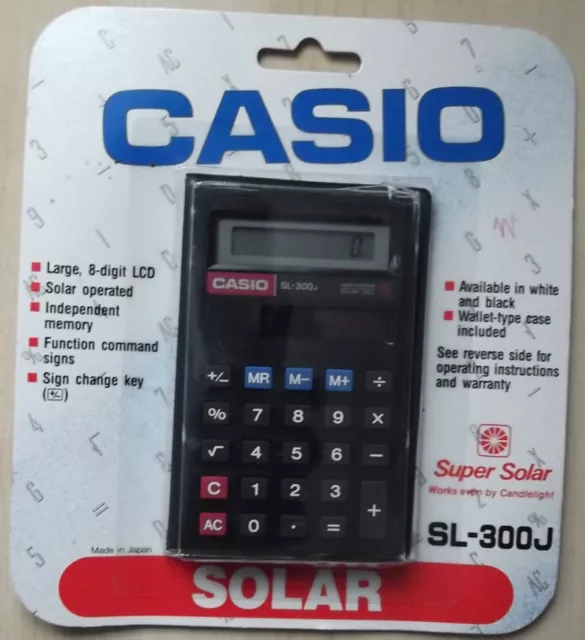 CASIO
Large, 8-digit LCD
Solar operated
Independent
memory
Function command
signs
Sign change key
(+/-)
0.
CASIO SL-300J
+/- MR M- M+ ÷
% 7 8 9 ×
√ 4 5 6 −
C 1 2 3 +
AC 0 · =
Available in white
and black
Wallet-type case
included
See reverse side for
operating instructions
and warranty
Super Solar
Works even by Candlelight
SL-300J
Made in Japan
SOLAR